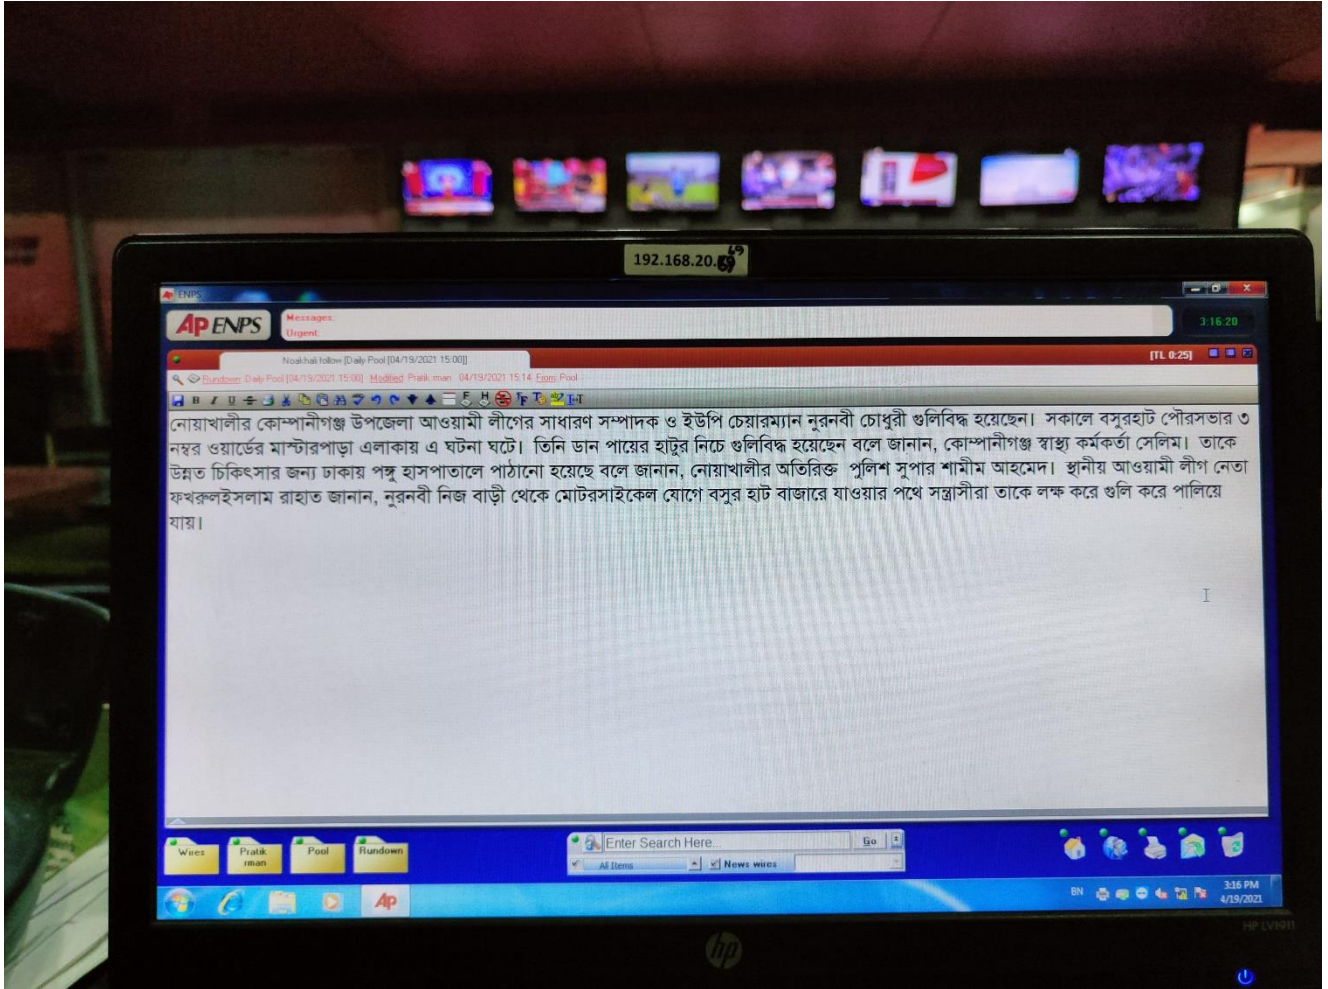 192.168.20.
69
ENPS
AP ENPS
Messages:
Urgent:
3:16:20
Noakhali follow [Daily Pool [04/19/2021 15:00]]
[TL 0:25]
Rundown: Daily Pool [04/19/2021 15:00] Modified: Pratik rman 04/19/2021 15:14 From: Pool
নোয়াখালীর কোম্পানীগঞ্জ উপজেলা আওয়ামী লীগের সাধারণ সম্পাদক ও ইউপি চেয়ারম্যান নুরনবী চোধুরী গুলিবিদ্ধ হয়েছেন। সকালে বসুরহাট পৌরসভার ৩
নম্বর ওয়ার্ডের মাস্টারপাড়া এলাকায় এ ঘটনা ঘটে। তিনি ডান পায়ের হাটুর নিচে গুলিবিদ্ধ হয়েছেন বলে জানান, কোম্পানীগঞ্জ স্বাস্থ্য কর্মকর্তা সেলিম। তাকে
উন্নত চিকিৎসার জন্য ঢাকায় পঙ্গু হাসপাতালে পাঠানো হয়েছে বলে জানান, নোয়াখালীর অতিরিক্ত পুলিশ সুপার শামীম আহমেদ। স্থানীয় আওয়ামী লীগ নেতা
ফখরুলইসলাম রাহাত জানান, নুরনবী নিজ বাড়ী থেকে মোটরসাইকেল যোগে বসুর হাট বাজারে যাওয়ার পথে সন্ত্রাসীরা তাকে লক্ষ করে গুলি করে পালিয়ে
যায়।
Wires
Pratik rman
Pool
Rundown
Enter Search Here...
Go
All Items
News wires
AP
BN
3:16 PM
4/19/2021
hp
HP LV1911